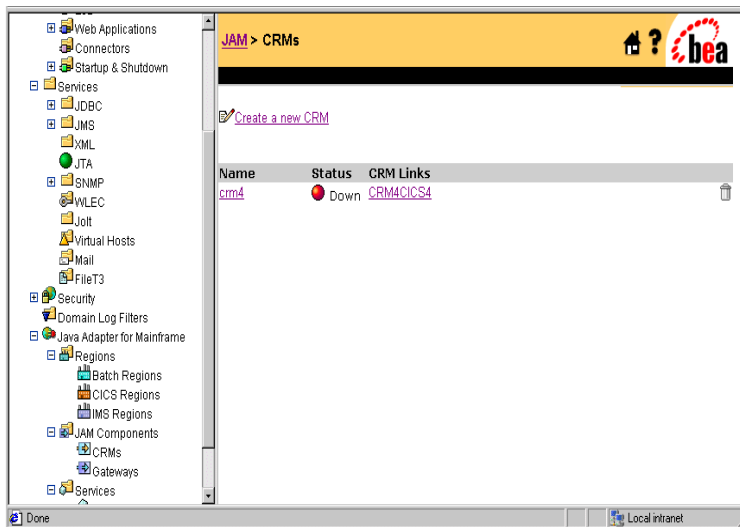 Web Applications
Connectors
Startup & Shutdown
Services
JDBC
JMS
XML
JTA
SNMP
WLEC
Jolt
Virtual Hosts
Mail
FileT3
Security
Domain Log Filters
Java Adapter for Mainframe
Regions
Batch Regions
CICS Regions
IMS Regions
JAM Components
CRMs
Gateways
Services
JAM > CRMs
? bea
Create a new CRM
Name Status CRM Links
crm4 Down CRM4CICS4
Done Local intranet